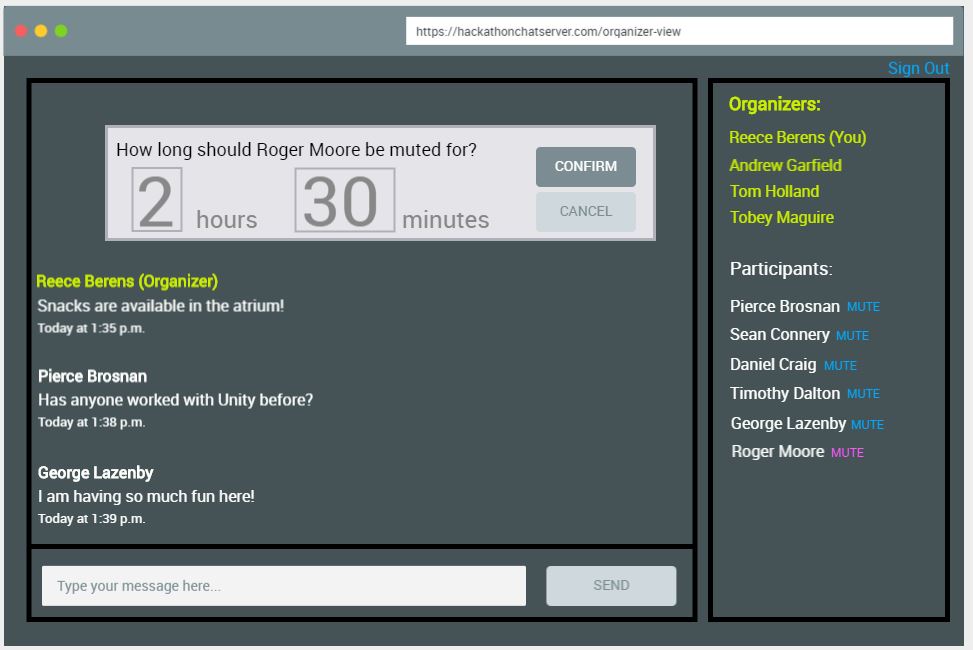 https://hackathonchatserver.com/organizer-view
Sign Out
How long should Roger Moore be muted for?
2 hours 30 minutes
CONFIRM
CANCEL
Reece Berens (Organizer)
Snacks are available in the atrium!
Today at 1:35 p.m.
Pierce Brosnan
Has anyone worked with Unity before?
Today at 1:38 p.m.
George Lazenby
I am having so much fun here!
Today at 1:39 p.m.
Type your message here...
SEND
Organizers:
Reece Berens (You)
Andrew Garfield
Tom Holland
Tobey Maguire
Participants:
Pierce Brosnan MUTE
Sean Connery MUTE
Daniel Craig MUTE
Timothy Dalton MUTE
George Lazenby MUTE
Roger Moore MUTE